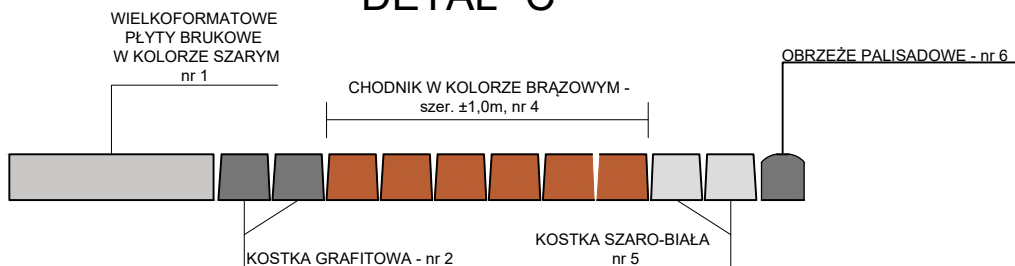 DETAL "C"
WIELKOFORMATOWE
PŁYTY BRUKOWE
W KOLORZE SZARYM
nr 1
CHODNIK W KOLORZE BRĄZOWYM -
szer. ±1,0m, nr 4
OBRZEŻE PALISADOWE - nr 6
KOSTKA GRAFITOWA - nr 2
KOSTKA SZARO-BIAŁA
nr 5